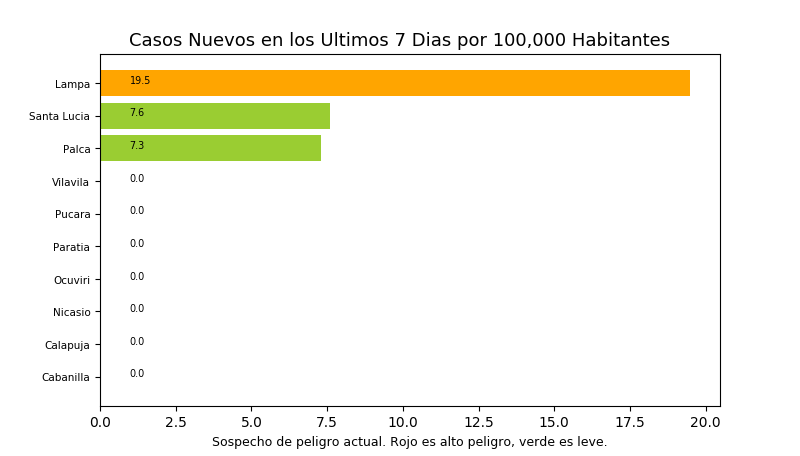 Casos Nuevos en los Ultimos 7 Dias por 100,000 Habitantes
Lampa 19.5
Santa Lucia 7.6
Palca 7.3
Vilavila 0.0
Pucara 0.0
Paratia 0.0
Ocuviri 0.0
Nicasio 0.0
Calapuja 0.0
Cabanilla 0.0
0.0 2.5 5.0 7.5 10.0 12.5 15.0 17.5 20.0
Sospecho de peligro actual. Rojo es alto peligro, verde es leve.